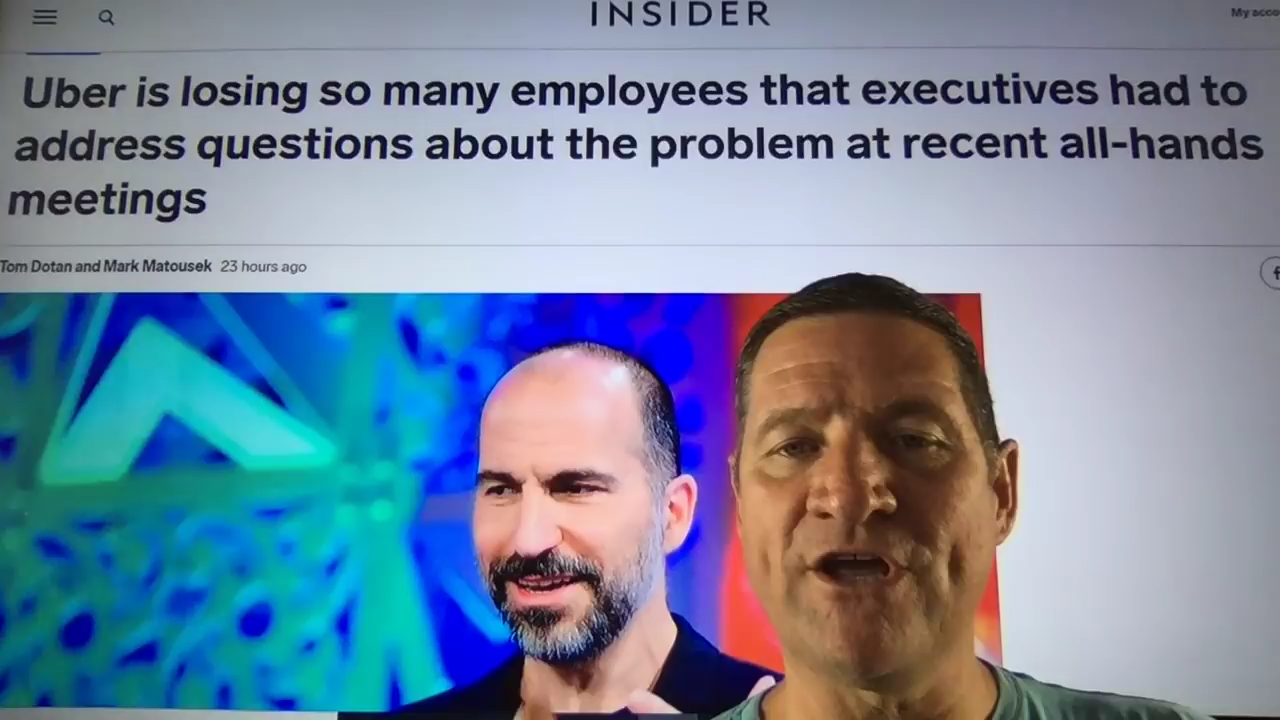 INSIDER
My acco
Uber is losing so many employees that executives had to
address questions about the problem at recent all-hands
meetings
Tom Dotan and Mark Matousek 23 hours ago
f